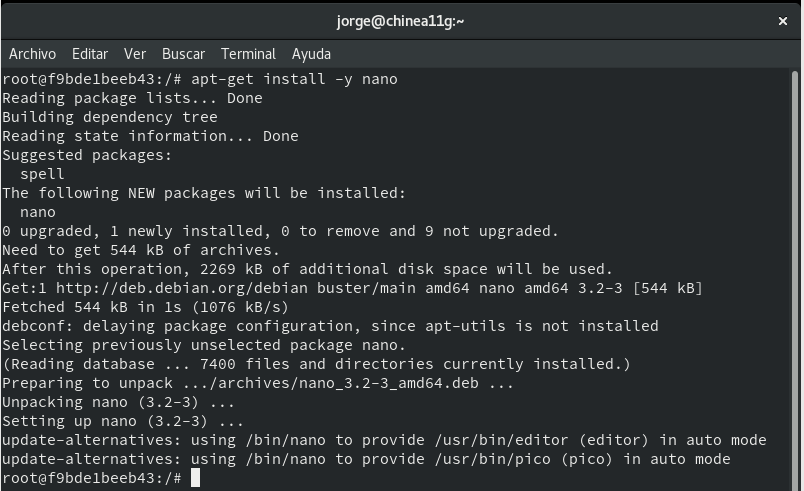 jorge@chinea11g:~ ×
Archivo Editar Ver Buscar Terminal Ayuda
root@f9bde1beeb43:/# apt-get install -y nano
Reading package lists... Done
Building dependency tree
Reading state information... Done
Suggested packages:
  spell
The following NEW packages will be installed:
  nano
0 upgraded, 1 newly installed, 0 to remove and 9 not upgraded.
Need to get 544 kB of archives.
After this operation, 2269 kB of additional disk space will be used.
Get:1 http://deb.debian.org/debian buster/main amd64 nano amd64 3.2-3 [544 kB]
Fetched 544 kB in 1s (1076 kB/s)
debconf: delaying package configuration, since apt-utils is not installed
Selecting previously unselected package nano.
(Reading database ... 7400 files and directories currently installed.)
Preparing to unpack .../archives/nano_3.2-3_amd64.deb ...
Unpacking nano (3.2-3) ...
Setting up nano (3.2-3) ...
update-alternatives: using /bin/nano to provide /usr/bin/editor (editor) in auto mode
update-alternatives: using /bin/nano to provide /usr/bin/pico (pico) in auto mode
root@f9bde1beeb43:/#